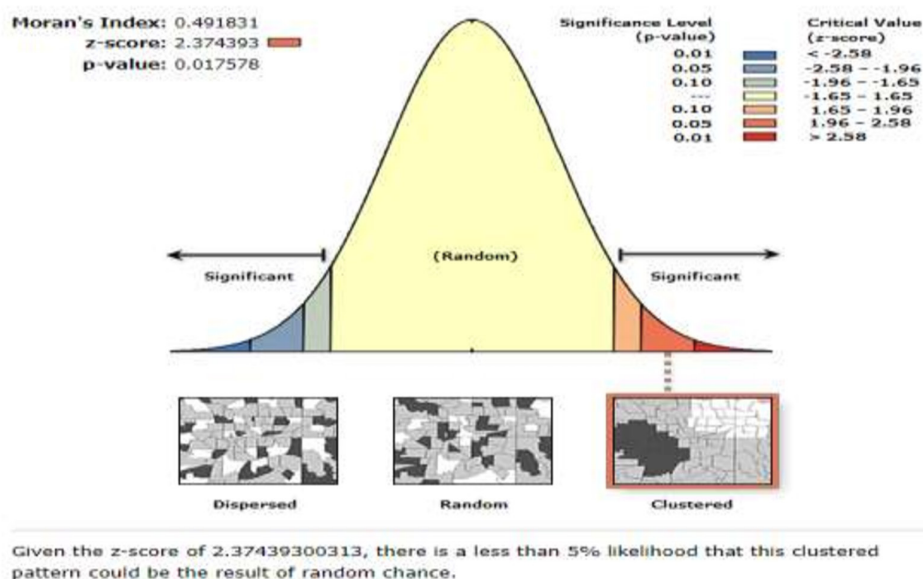 Moran's Index: 0.491831
z-score: 2.374393
p-value: 0.017578
Significance Level
(p-value)
0.01
0.05
0.10
---
0.10
0.05
0.01
Critical Value
(z-score)
< -2.58
-2.58 - -1.96
-1.96 - -1.65
-1.65 - 1.65
1.65 - 1.96
1.96 - 2.58
> 2.58
(Random)
Significant
Significant
Dispersed
Random
Clustered
Given the z-score of 2.37439300313, there is a less than 5% likelihood that this clustered
pattern could be the result of random chance.